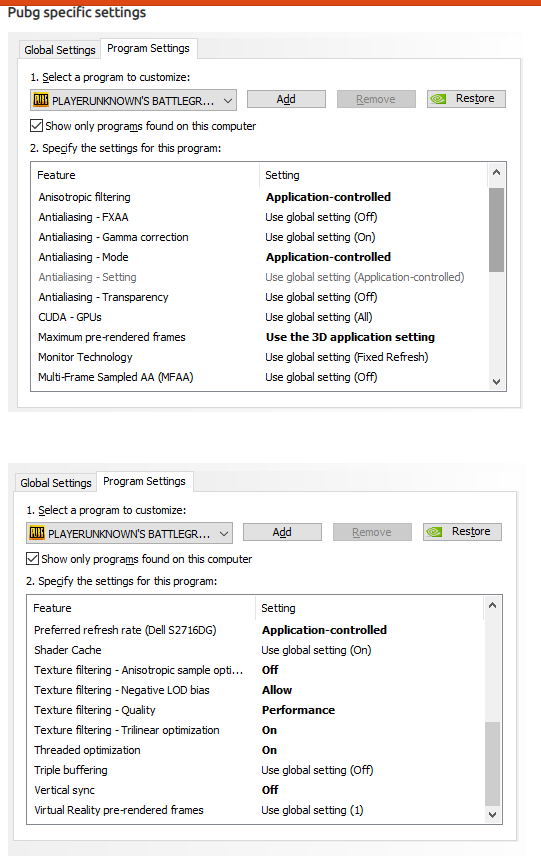 Pubg specific settings
Global Settings Program Settings
1. Select a program to customize:
PLAYERUNKNOWN'S BATTLEGR... Add Remove Restore
Show only programs found on this computer
2. Specify the settings for this program:
Feature Setting
Anisotropic filtering Application-controlled
Antialiasing - FXAA Use global setting (Off)
Antialiasing - Gamma correction Use global setting (On)
Antialiasing - Mode Application-controlled
Antialiasing - Setting Use global setting (Application-controlled)
Antialiasing - Transparency Use global setting (Off)
CUDA - GPUs Use global setting (All)
Maximum pre-rendered frames Use the 3D application setting
Monitor Technology Use global setting (Fixed Refresh)
Multi-Frame Sampled AA (MFAA) Use global setting (Off)
Global Settings Program Settings
1. Select a program to customize:
PLAYERUNKNOWN'S BATTLEGR... Add Remove Restore
Show only programs found on this computer
2. Specify the settings for this program:
Feature Setting
Preferred refresh rate (Dell S2716DG) Application-controlled
Shader Cache Use global setting (On)
Texture filtering - Anisotropic sample opti... Off
Texture filtering - Negative LOD bias Allow
Texture filtering - Quality Performance
Texture filtering - Trilinear optimization On
Threaded optimization On
Triple buffering Use global setting (Off)
Vertical sync Off
Virtual Reality pre-rendered frames Use global setting (1)